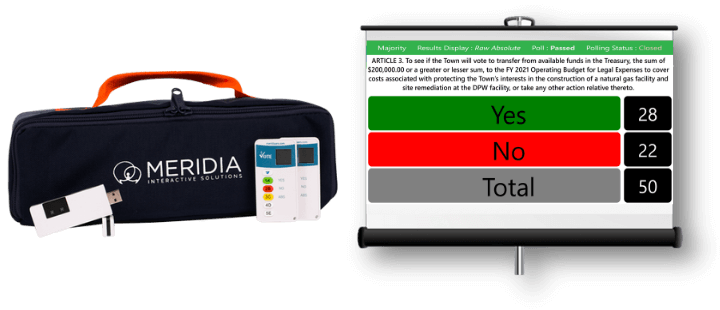 MERIDIA
INTERACTIVE SOLUTIONS
VOTE
Majority Results Display : Raw Absolute Poll : Passed Polling Status : Closed
ARTICLE 3. To see if the Town will vote to transfer from available funds in the Treasury, the sum of
$200,000.00 or a greater or lesser sum, to the FY 2021 Operating Budget for Legal Expenses to cover
costs associated with protecting the Town's interests in the construction of a natural gas facility and
site remediation at the DPW facility, or take any other action relative thereto.
Yes 28
No 22
Total 50